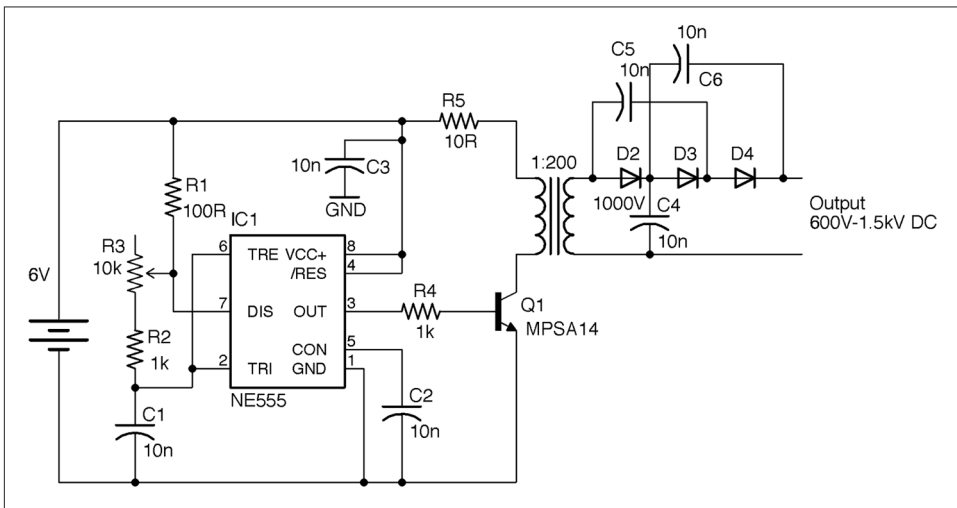 10n
C5
10n
C6
R5
10R
1:200
D2
D3
D4
1000V
C4
10n
Output
600V-1.5kV DC
10n
C3
GND
R1
100R
IC1
R3
10k
6V
6
TRE
VCC+
8
/RES
4
7
DIS
OUT
3
R4
1k
Q1
MPSA14
R2
1k
CON
5
2
TRI
GND
1
NE555
C1
10n
C2
10n